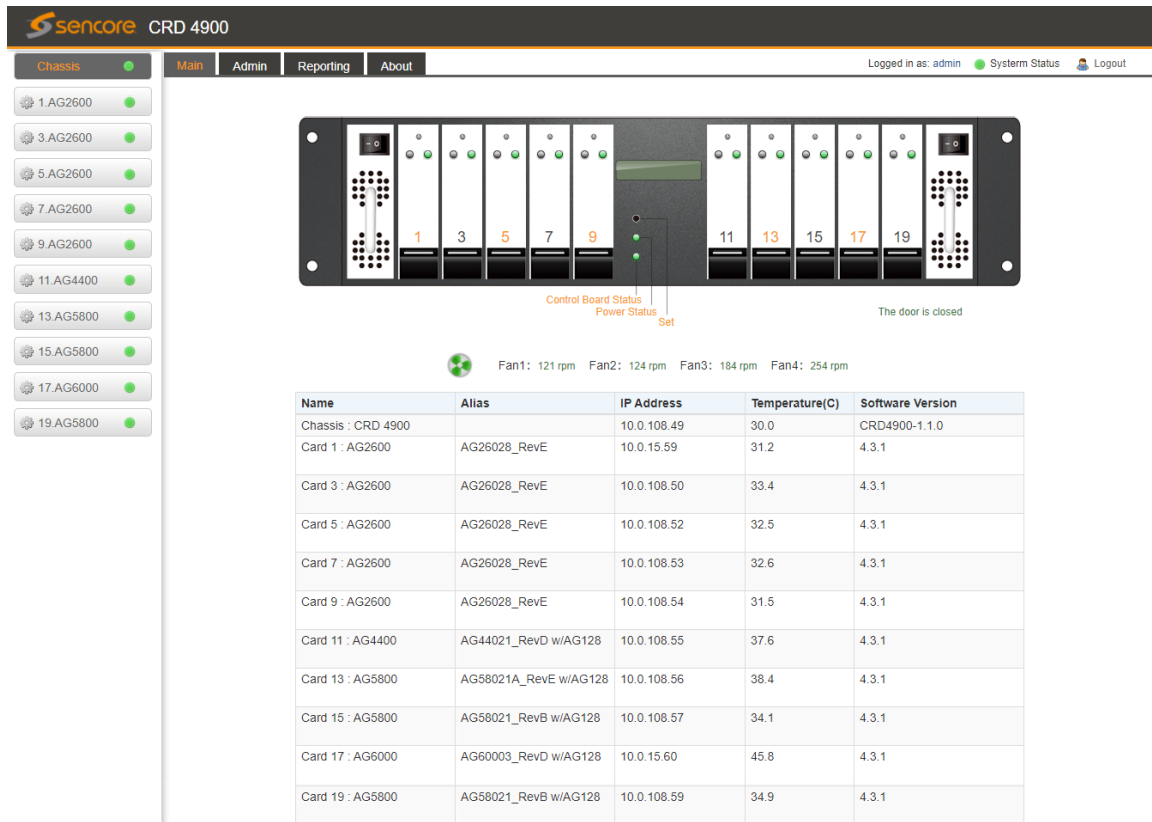 sencore CRD 4900
Chassis
Main Admin Reporting About Logged in as: admin Systerm Status Logout
1.AG2600
3.AG2600
5.AG2600
7.AG2600
9.AG2600
11.AG4400
13.AG5800
15.AG5800
17.AG6000
19.AG5800
1 3 5 7 9 11 13 15 17 19
Control Board Status
Power Status
Set
The door is closed
Fan1: 121 rpm Fan2: 124 rpm Fan3: 184 rpm Fan4: 254 rpm
Name Alias IP Address Temperature(C) Software Version
Chassis : CRD 4900 10.0.108.49 30.0 CRD4900-1.1.0
Card 1 : AG2600 AG26028_RevE 10.0.15.59 31.2 4.3.1
Card 3 : AG2600 AG26028_RevE 10.0.108.50 33.4 4.3.1
Card 5 : AG2600 AG26028_RevE 10.0.108.52 32.5 4.3.1
Card 7 : AG2600 AG26028_RevE 10.0.108.53 32.6 4.3.1
Card 9 : AG2600 AG26028_RevE 10.0.108.54 31.5 4.3.1
Card 11 : AG4400 AG44021_RevD w/AG128 10.0.108.55 37.6 4.3.1
Card 13 : AG5800 AG58021A_RevE w/AG128 10.0.108.56 38.4 4.3.1
Card 15 : AG5800 AG58021_RevB w/AG128 10.0.108.57 34.1 4.3.1
Card 17 : AG6000 AG60003_RevD w/AG128 10.0.15.60 45.8 4.3.1
Card 19 : AG5800 AG58021_RevB w/AG128 10.0.108.59 34.9 4.3.1